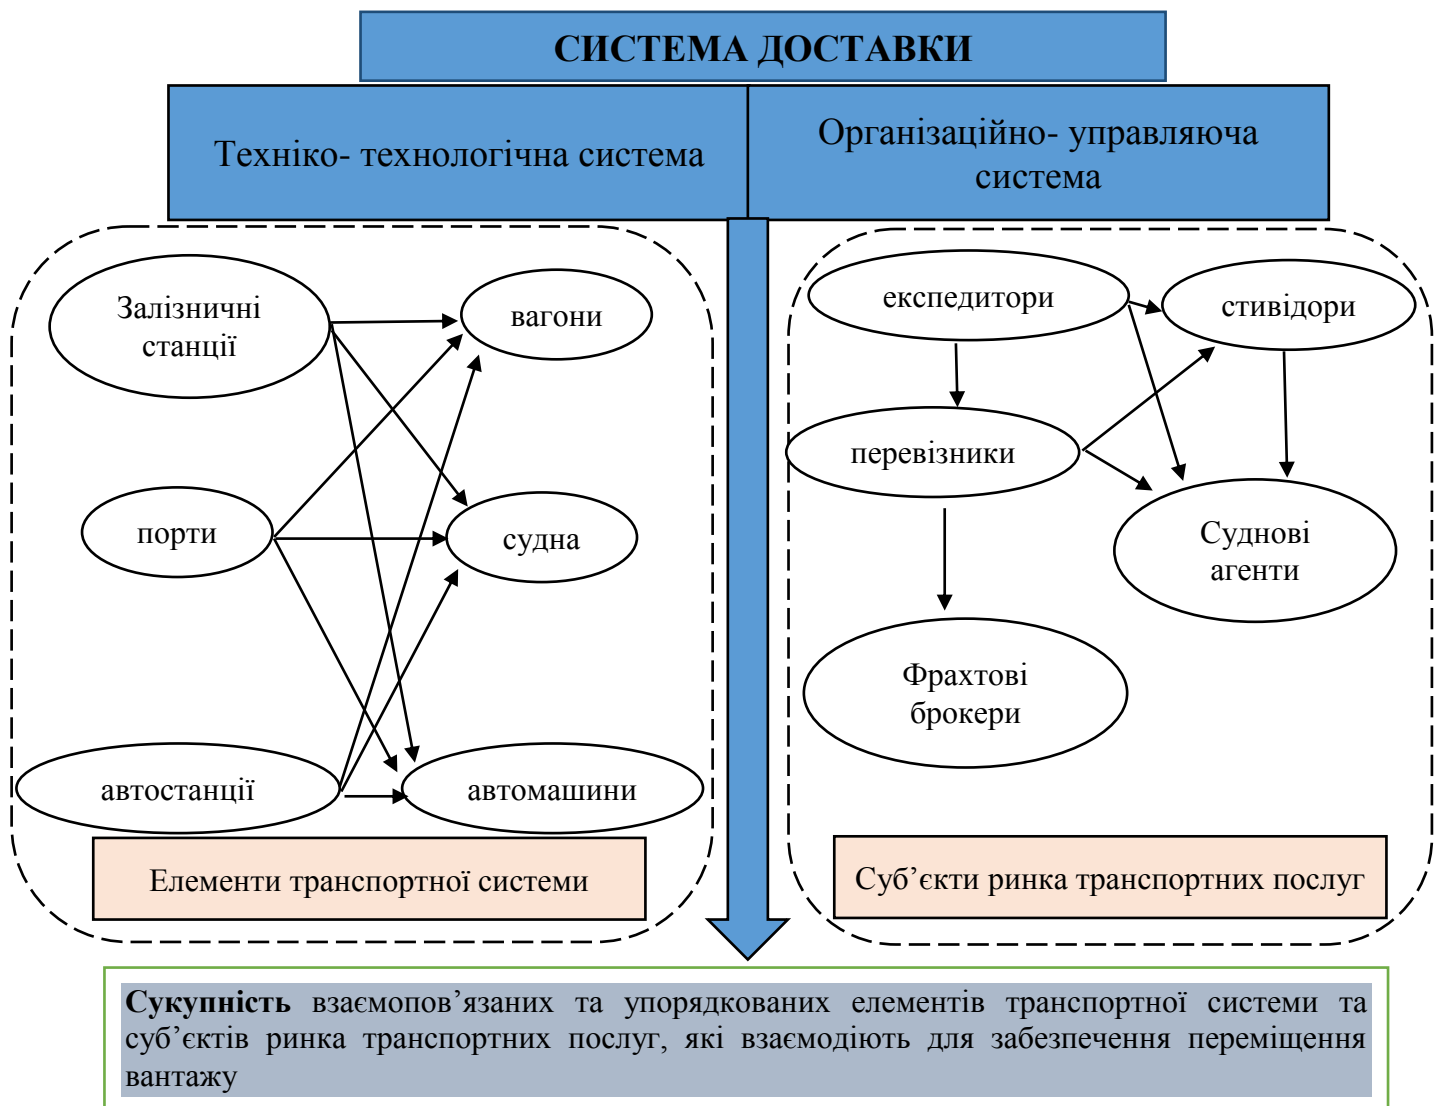 СИСТЕМА ДОСТАВКИ
Техніко- технологічна система
Організаційно- управляюча
система
Залізничні
станції
вагони
порти
судна
автостанції
автомашини
Елементи транспортної системи
експедитори
стивідори
перевізники
Суднові
агенти
Фрахтові
брокери
Суб’єкти ринка транспортних послуг
Сукупність взаємопов’язаних та упорядкованих елементів транспортної системи та
суб’єктів ринка транспортних послуг, які взаємодіють для забезпечення переміщення
вантажу